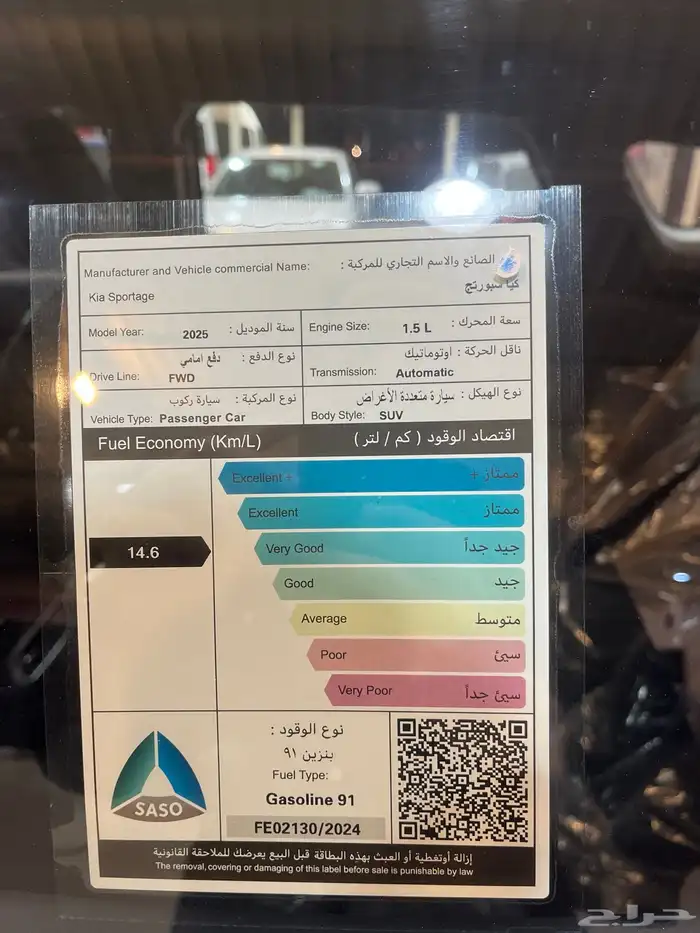 Manufacturer and Vehicle commercial Name: الصانع والاسم التجاري للمركبة :
Kia Sportage كيا سبورتج
Model Year: 2025 سنة الموديل :
Engine Size: 1.5 L سعة المحرك :
Drive Line: FWD نوع الدفع : دفع امامي
Transmission: Automatic ناقل الحركة : اوتوماتيك
Vehicle Type: Passenger Car نوع المركبة : سيارة ركوب
Body Style: SUV نوع الهيكل : سيارة متعددة الأغراض
Fuel Economy (Km/L) اقتصاد الوقود ( كم / لتر )
Excellent + ممتاز +
Excellent ممتاز
14.6
Very Good جيد جداً
Good جيد
Average متوسط
Poor سيئ
Very Poor سيئ جداً
نوع الوقود :
بنزين ٩١
Fuel Type:
Gasoline 91
FE02130/2024
SASO
إزالة أوتغطية أو العبث بهذه البطاقة قبل البيع يعرضك للملاحقة القانونية
The removal, covering or damaging of this label before sale is punishable by law
حراج